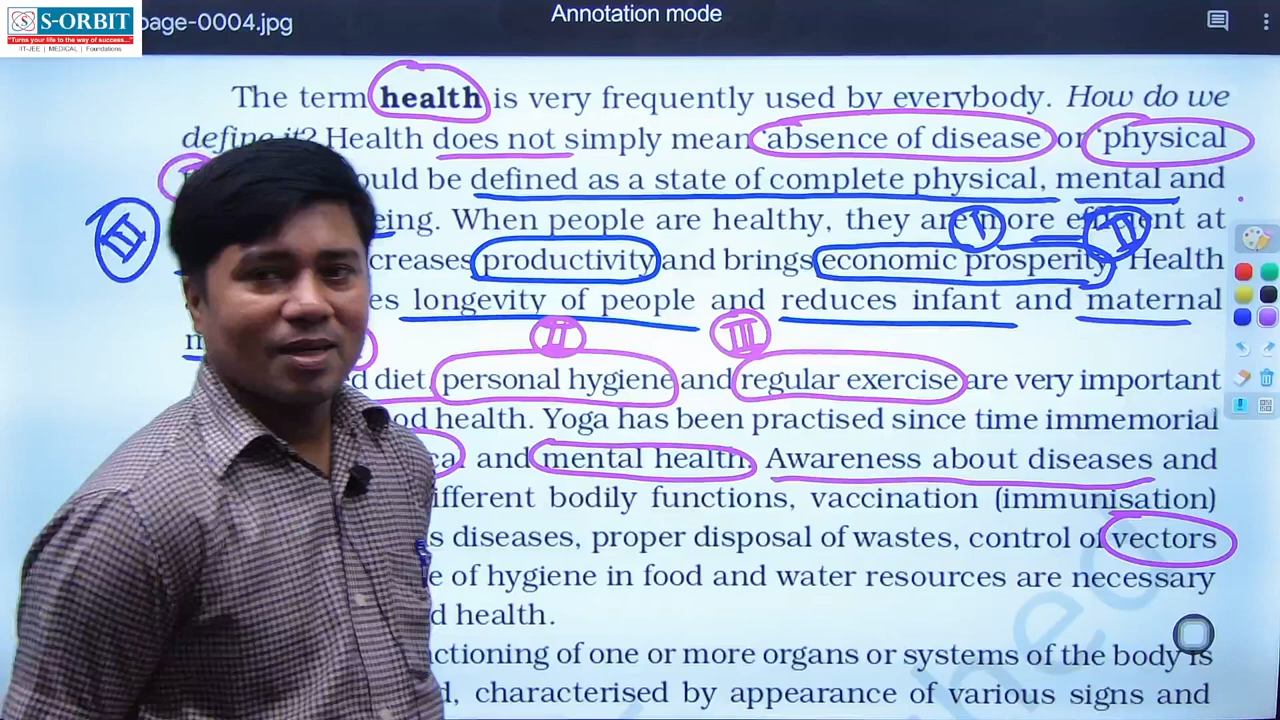 S-ORBIT
"Turns your life to the way of success..."
IIT-JEE | MEDICAL | Foundations
page-0004.jpg
Annotation mode
The term health is very frequently used by everybody. How do we
define it? Health does not simply mean 'absence of disease' or 'physical
ould be defined as a state of complete physical, mental and
eing. When people are healthy, they are more efficient at
creases productivity and brings economic prosperity. Health
es longevity of people and reduces infant and maternal
m
d diet, personal hygiene and regular exercise are very important
od health. Yoga has been practised since time immemorial
cal and mental health. Awareness about diseases and
ifferent bodily functions, vaccination (immunisation)
s diseases, proper disposal of wastes, control of vectors
e of hygiene in food and water resources are necessary
d health.
ctioning of one or more organs or systems of the body is
d, characterised by appearance of various signs and
III
I
II
II
III